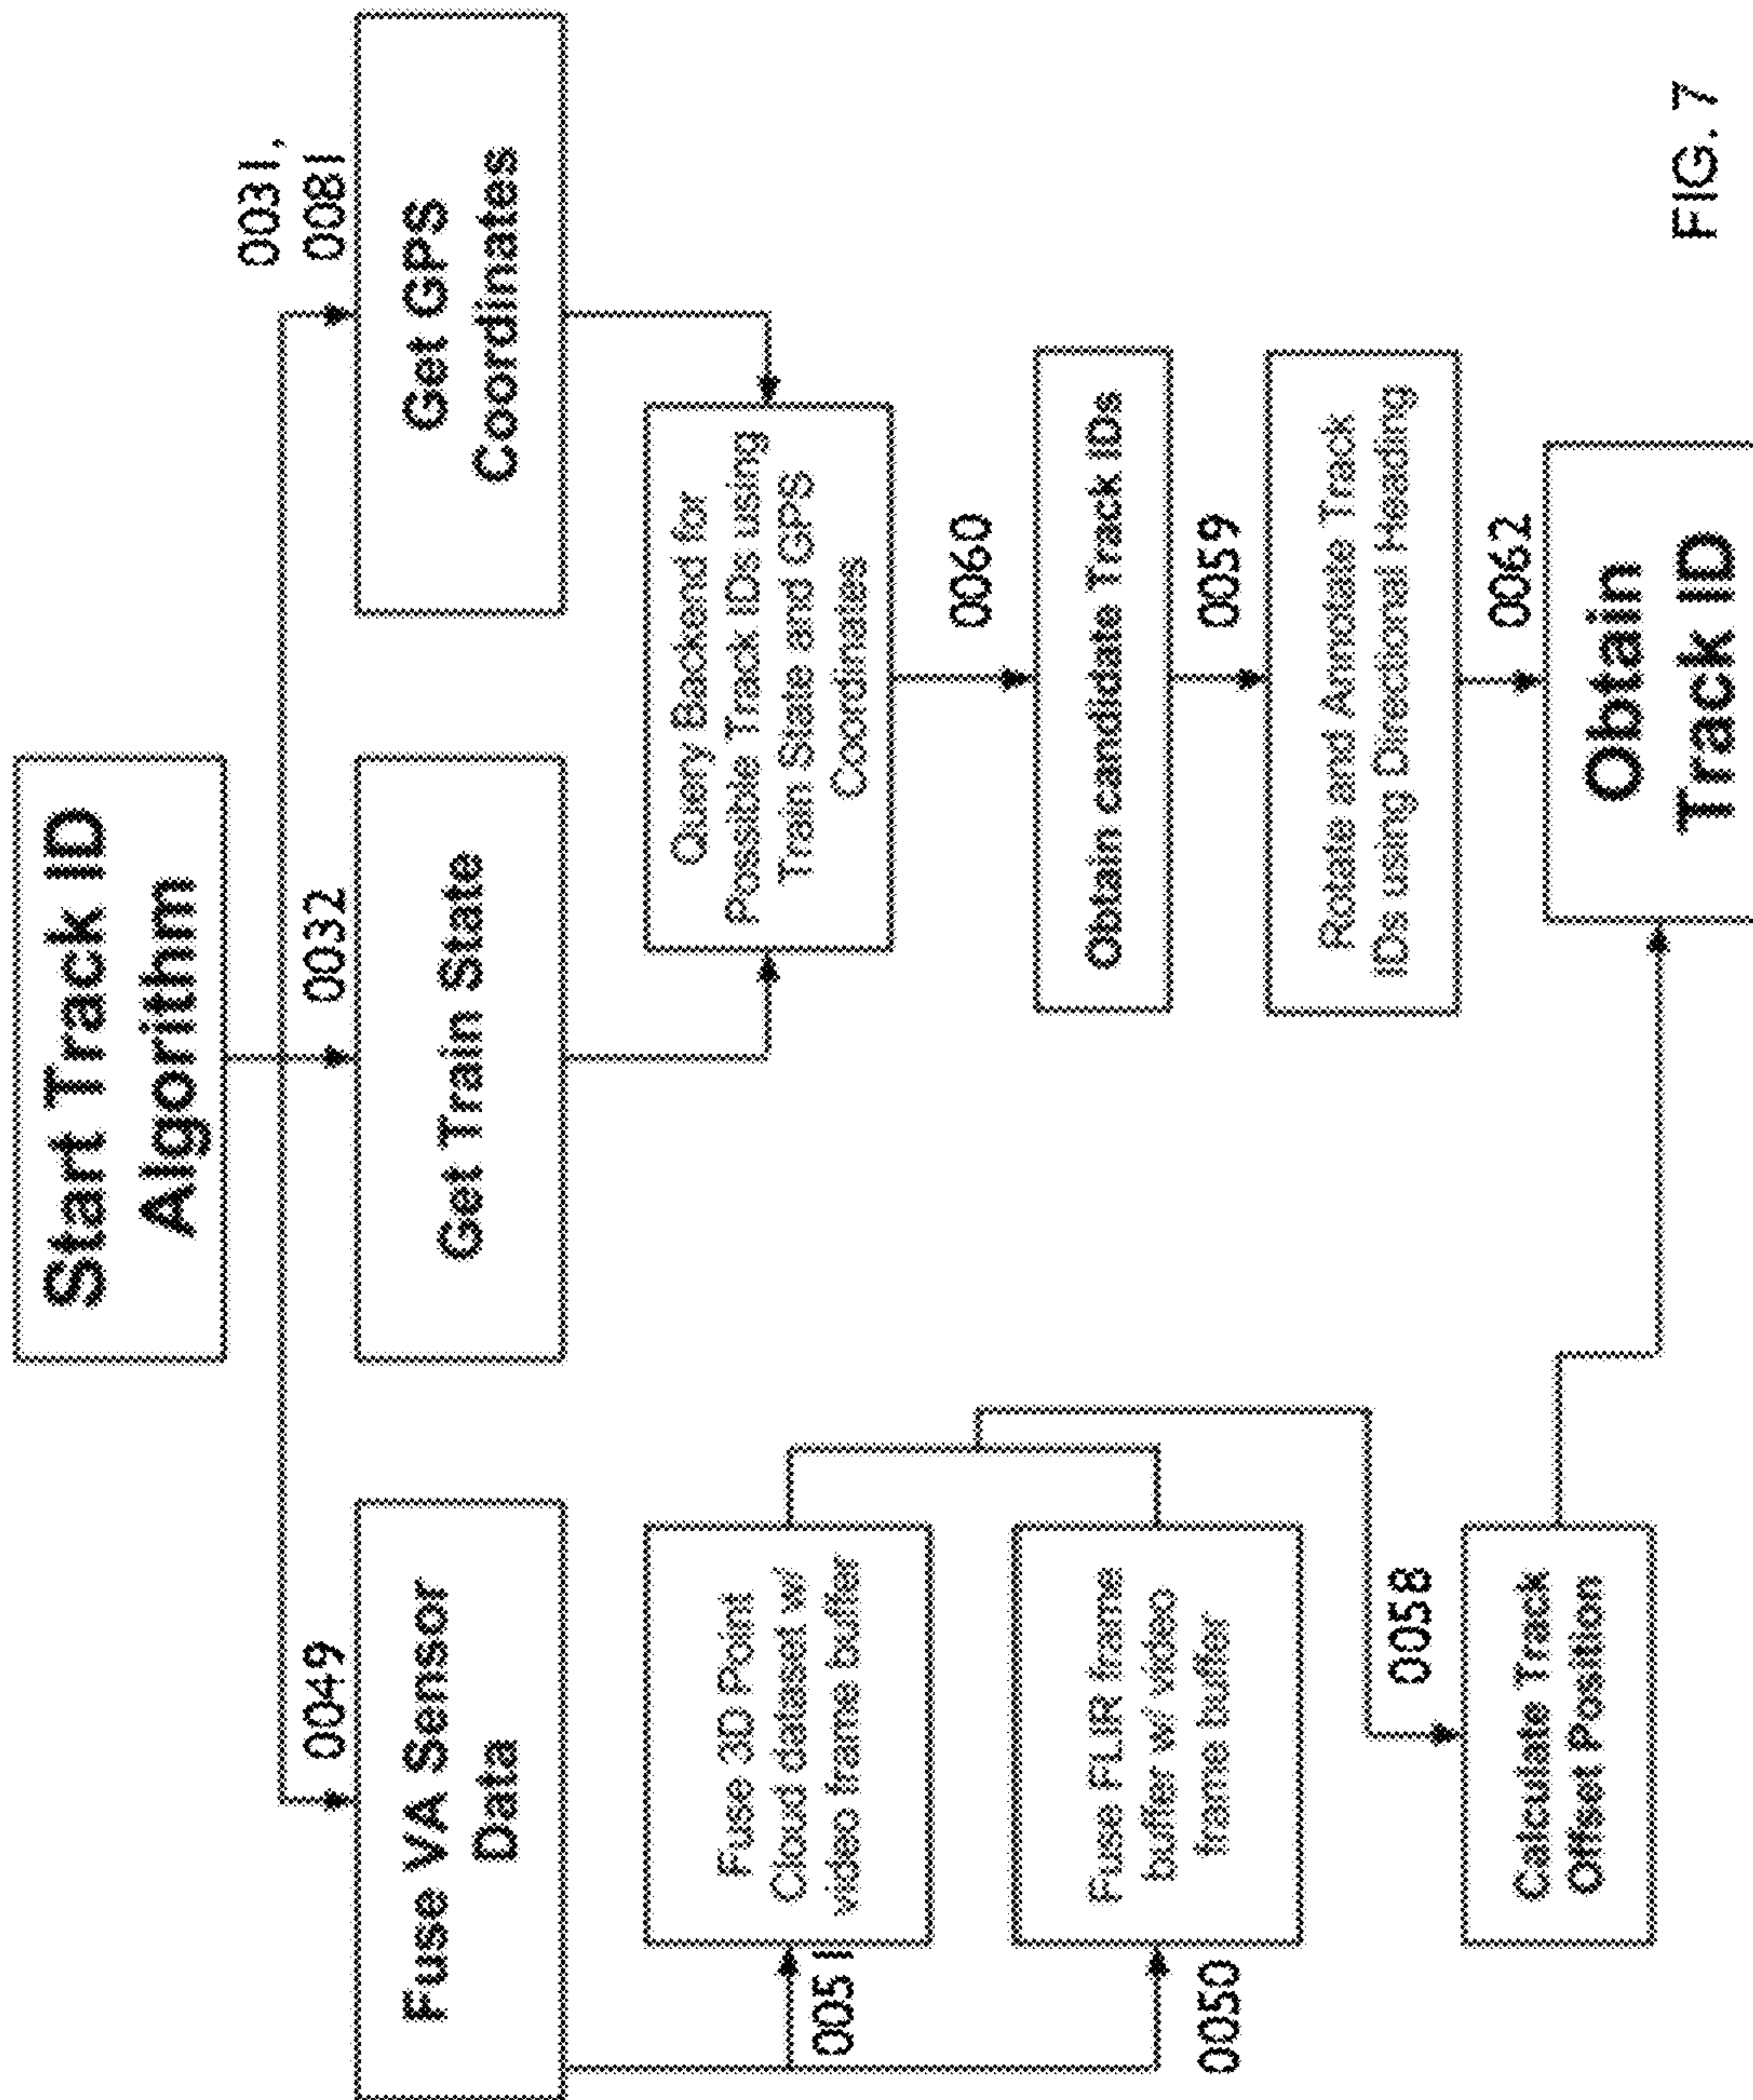 Start Track ID
Algorithm
0049
0032
0031,
0081
Fuse VA Sensor
Data
Get Train State
Get GPS
Coordinates
0051
Fuse 3D Point
Cloud dataset w/
video frame buffer
Query Backend for
Possible Track IDs using
Train State and GPS
Coordinates
0060
0050
Fuse FLIR frame
buffer w/ video
frame buffer
Obtain candidate Track IDs
0059
0058
Rotate and Annotate Track
IDs using Directional Heading
0062
Calculate Track
Offset Position
Obtain
Track ID
FIG. 7